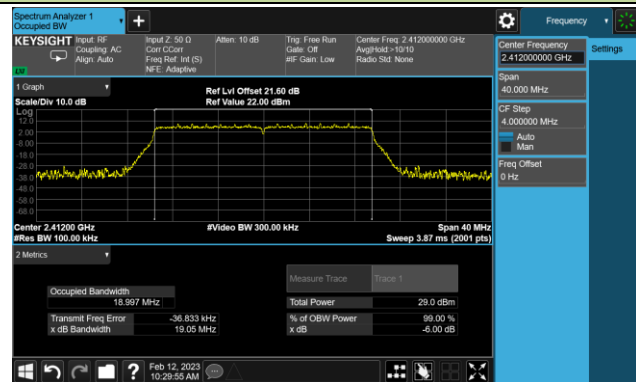 Spectrum Analyzer 1
Occupied BW
+
Frequency
KEYSIGHT
Input: RF
Coupling: AC
Align: Auto
Input Z: 50 Ω
Corr CCorr
Freq Ref: Int (S)
NFE: Adaptive
Atten: 10 dB
Trig: Free Run
Gate: Off
#IF Gain: Low
Center Freq: 2.412000000 GHz
Avg|Hold:>10/10
Radio Std: None
Center Frequency
2.412000000 GHz
Settings
Span
40.000 MHz
CF Step
4.000000 MHz
Auto
Man
Freq Offset
0 Hz
1 Graph
Scale/Div 10.0 dB
Ref Lvl Offset 21.60 dB
Ref Value 22.00 dBm
Log
12.0
2.00
-8.00
-18.0
-28.0
-38.0
-48.0
-58.0
-68.0
Center 2.41200 GHz
#Res BW 100.00 kHz
#Video BW 300.00 kHz
Span 40 MHz
Sweep 3.87 ms (2001 pts)
2 Metrics
Measure Trace
Trace 1
Occupied Bandwidth
18.997 MHz
Total Power
29.0 dBm
Transmit Freq Error
-36.833 kHz
% of OBW Power
99.00 %
x dB Bandwidth
19.05 MHz
x dB
-6.00 dB
?
Feb 12, 2023
10:29:55 AM